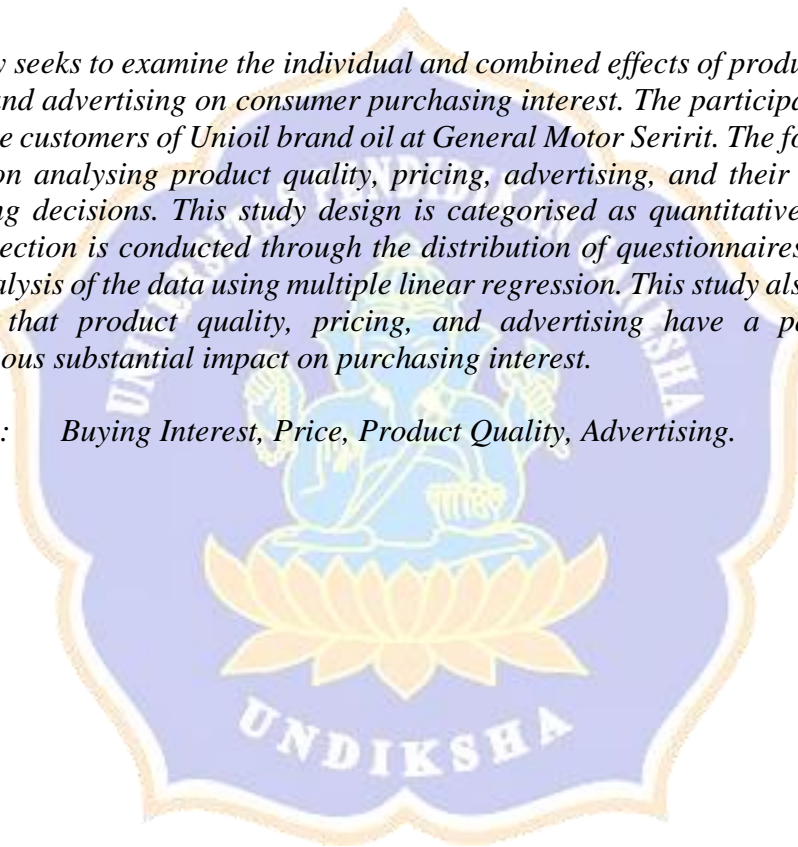 y seeks to examine the individual and combined effects of produ
nd advertising on consumer purchasing interest. The participa
e customers of Unioil brand oil at General Motor Seririt. The fo
on analysing product quality, pricing, advertising, and their
ng decisions. This study design is categorised as quantitative
ection is conducted through the distribution of questionnaires
alysis of the data using multiple linear regression. This study als
that product quality, pricing, and advertising have a p
ous substantial impact on purchasing interest.
: Buying Interest, Price, Product Quality, Advertising.
UNIVERSITAS PENDIDIKAN GANESHA
UNDIKSHA